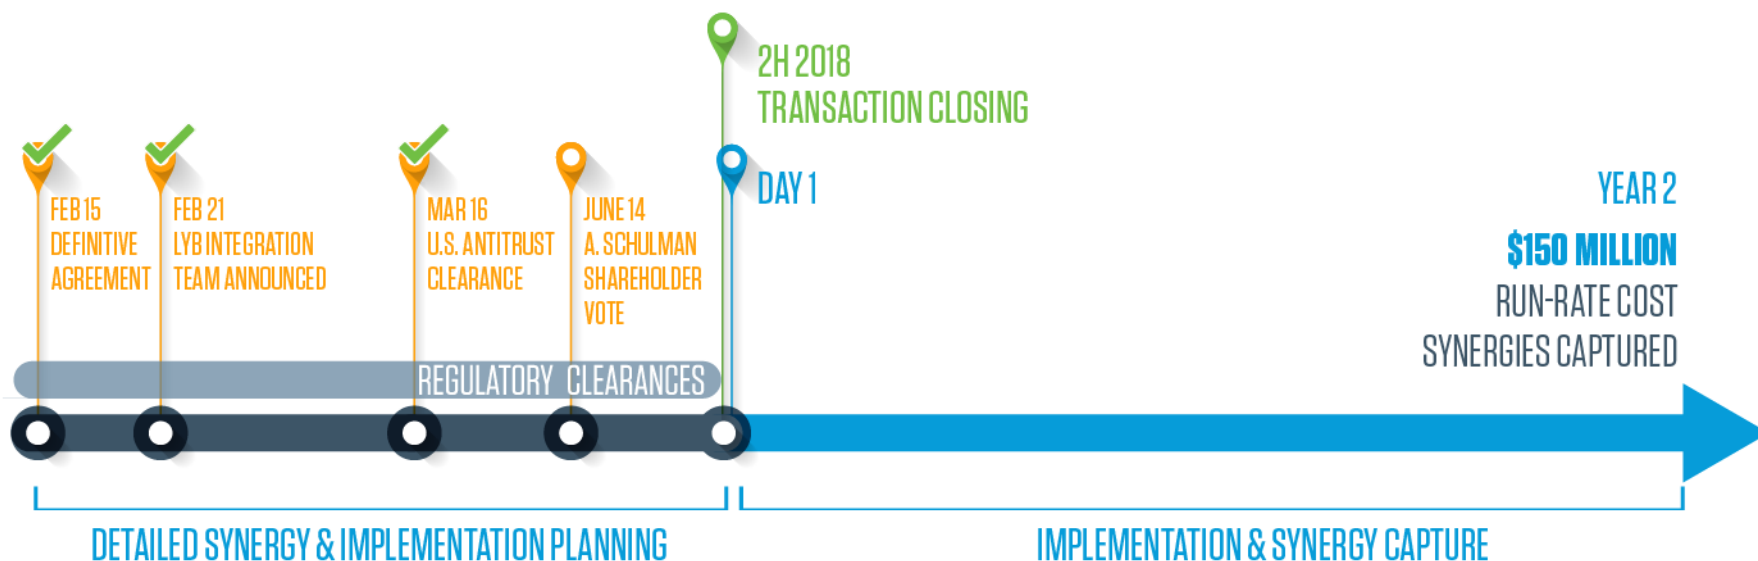 2H 2018
TRANSACTION CLOSING
DAY 1
FEB 15
DEFINITIVE
AGREEMENT
FEB 21
LYB INTEGRATION
TEAM ANNOUNCED
MAR 16
U.S. ANTITRUST
CLEARANCE
JUNE 14
A. SCHULMAN
SHAREHOLDER
VOTE
YEAR 2
$150 MILLION
RUN-RATE COST
SYNERGIES CAPTURED
REGULATORY CLEARANCES
DETAILED SYNERGY & IMPLEMENTATION PLANNING
IMPLEMENTATION & SYNERGY CAPTURE